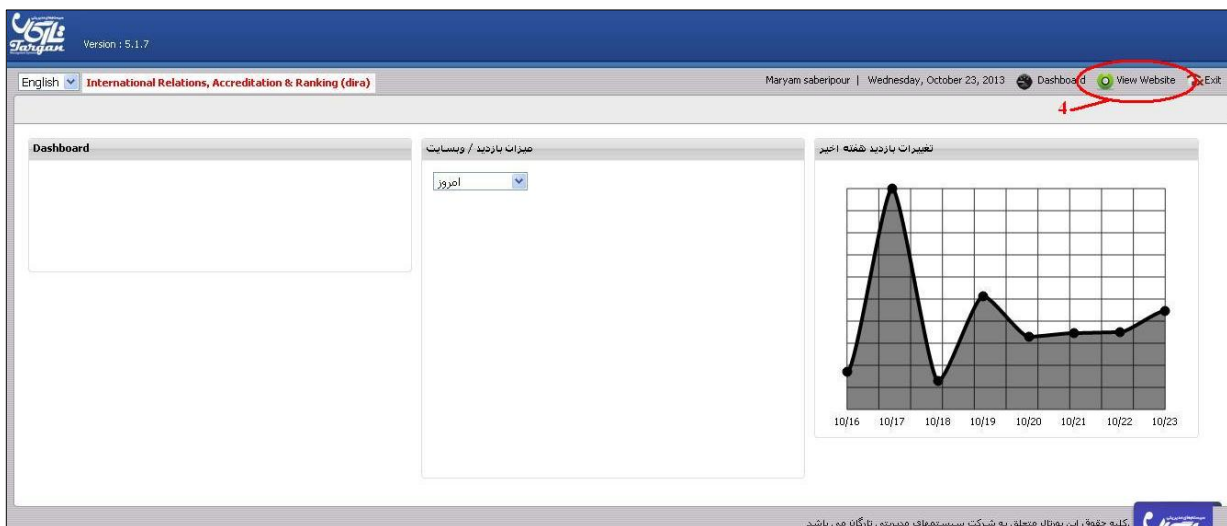 تارگان
Targan
Version : 5.1.7
English International Relations, Accreditation & Ranking (dira)
Maryam saberipour | Wednesday, October 23, 2013 Dashboard View Website Exit
4
Dashboard
میزان بازدید / وبسایت
تغییرات بازدید هفته اخیر
امروز
10/16 10/17 10/18 10/19 10/20 10/21 10/22 10/23
کلیه حقوق این پورتال متعلق به شرکت سیستمهای مدیریتی تارگان می باشد.